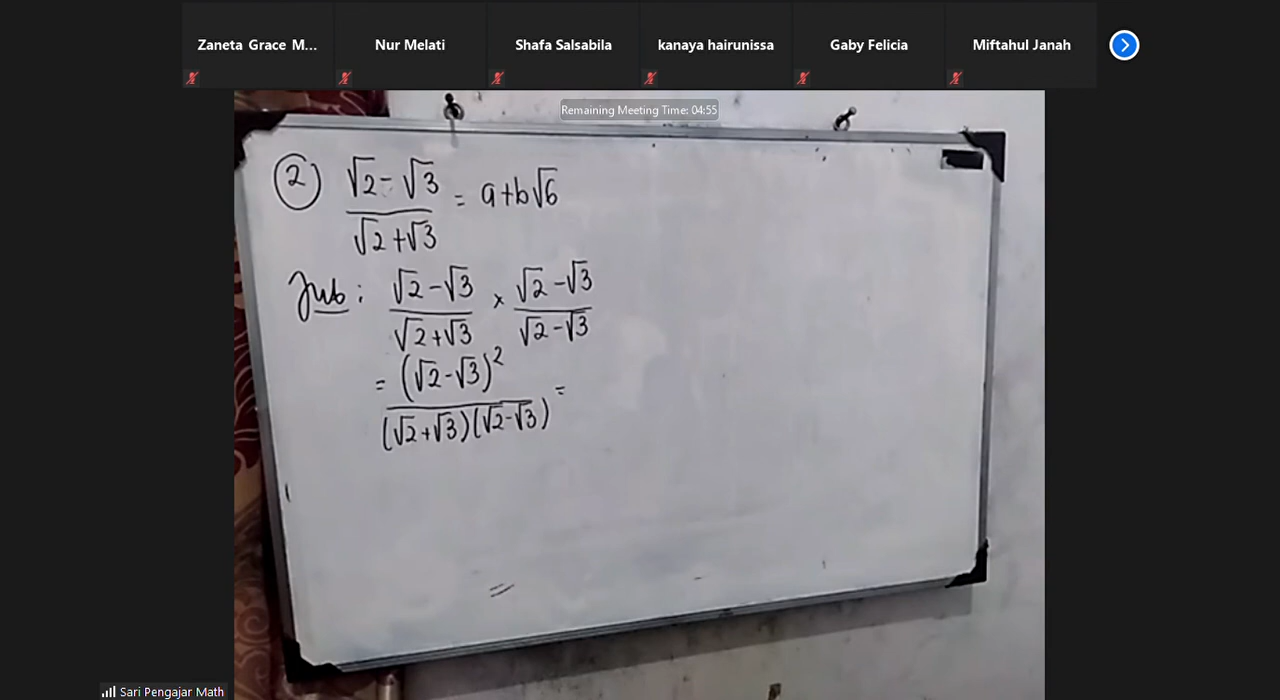 Zaneta Grace M... Nur Melati Shafa Salsabila kanaya hairunissa Gaby Felicia Miftahul Janah
Remaining Meeting Time: 04:55
② (√2-√3)/(√2+√3) = a+b√6
Jwb : (√2-√3)/(√2+√3) × (√2-√3)/(√2-√3)
= (√2-√3)²/((√2+√3)(√2-√3)) =
Sari Pengajar Math